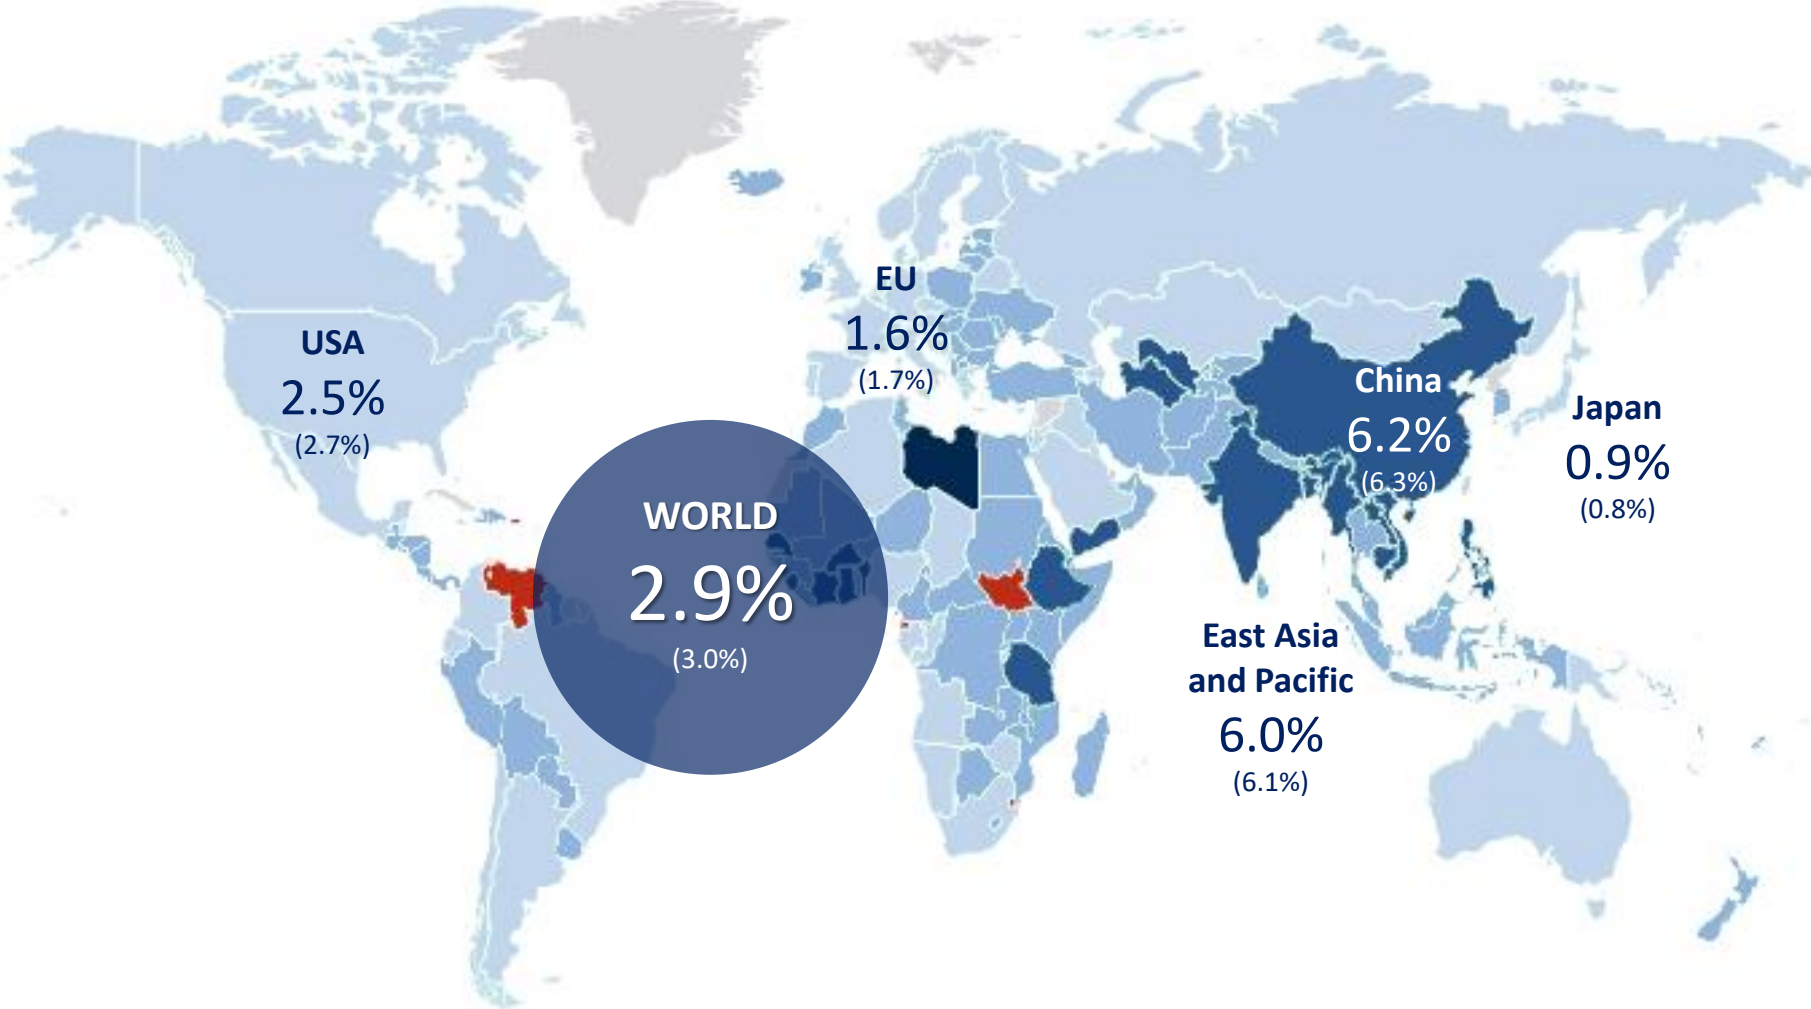 EU
1.6%
(1.7%)
USA
2.5%
(2.7%)
China
6.2%
(6.3%)
Japan
0.9%
(0.8%)
WORLD
2.9%
(3.0%)
East Asia
and Pacific
6.0%
(6.1%)